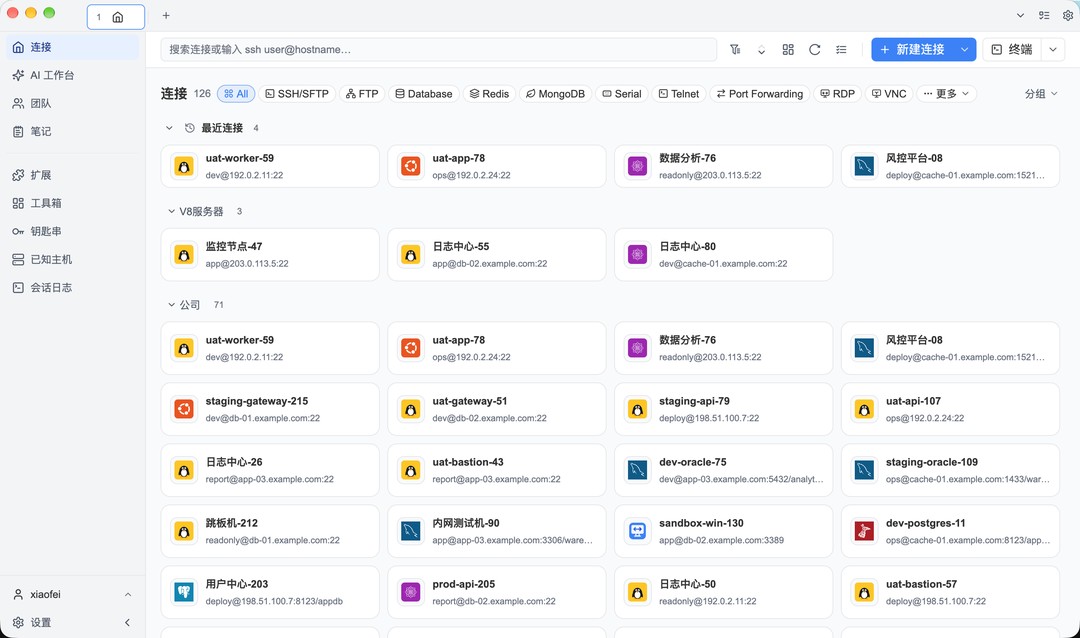 1
连接
AI 工作台
团队
笔记
扩展
工具箱
钥匙串
已知主机
会话日志
xiaofei
设置
搜索连接或输入 ssh user@hostname…
新建连接
终端
连接 126 All SSH/SFTP FTP Database Redis MongoDB Serial Telnet Port Forwarding RDP VNC 更多 分组
最近连接 4
uat-worker-59
dev@192.0.2.11:22
uat-app-78
ops@192.0.2.24:22
数据分析-76
readonly@203.0.113.5:22
风控平台-08
deploy@cache-01.example.com:1521…
V8服务器 3
监控节点-47
app@203.0.113.5:22
日志中心-55
app@db-02.example.com:22
日志中心-80
dev@cache-01.example.com:22
公司 71
uat-worker-59
dev@192.0.2.11:22
uat-app-78
ops@192.0.2.24:22
数据分析-76
readonly@203.0.113.5:22
风控平台-08
deploy@cache-01.example.com:1521…
staging-gateway-215
dev@db-01.example.com:22
uat-gateway-51
dev@db-02.example.com:22
staging-api-79
deploy@198.51.100.7:22
uat-api-107
ops@192.0.2.24:22
日志中心-26
report@app-03.example.com:22
uat-bastion-43
report@app-03.example.com:22
dev-oracle-75
dev@app-03.example.com:5432/analyt…
staging-oracle-109
ops@cache-01.example.com:1433/war…
跳板机-212
readonly@db-01.example.com:22
内网测试机-90
app@app-03.example.com:3306/ware…
sandbox-win-130
app@db-02.example.com:3389
dev-postgres-11
ops@cache-01.example.com:8123/app…
用户中心-203
deploy@198.51.100.7:8123/appdb
prod-api-205
report@db-02.example.com:22
日志中心-50
readonly@192.0.2.11:22
uat-bastion-57
deploy@198.51.100.7:22